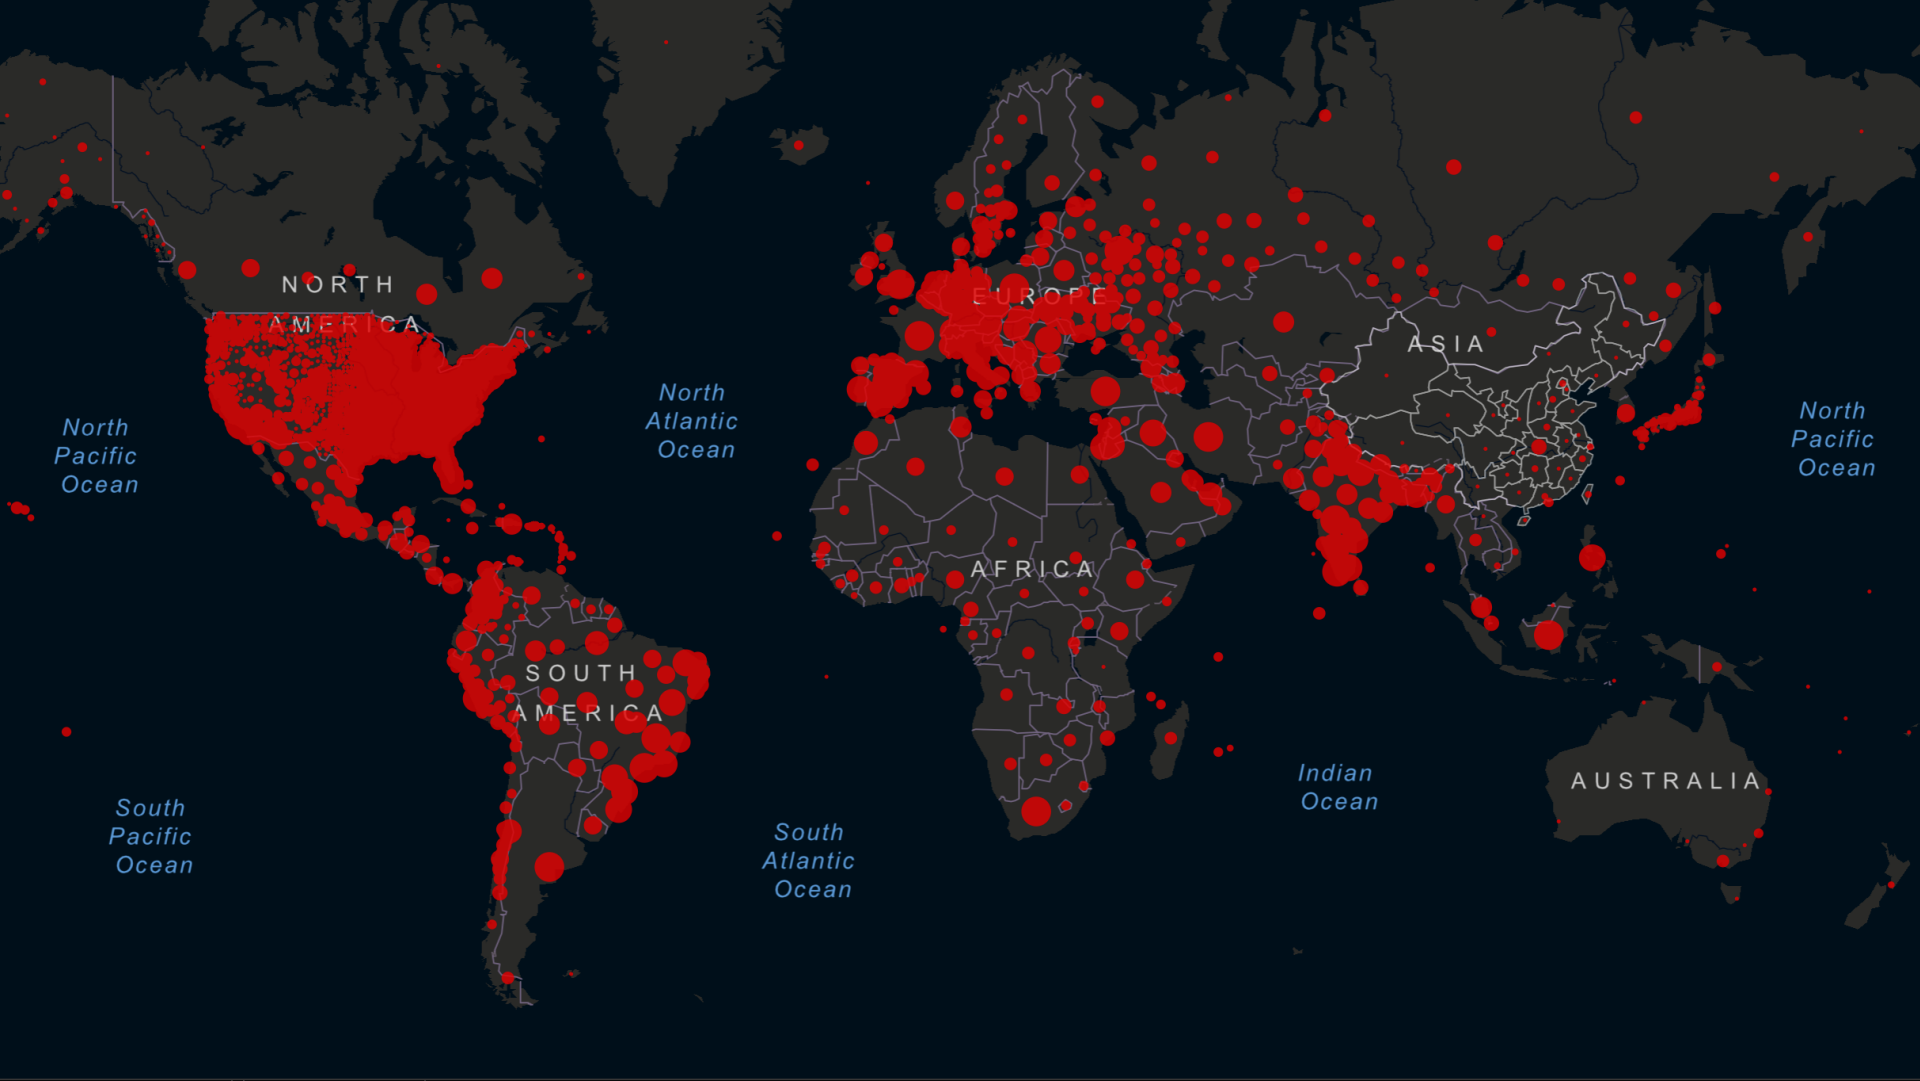 NORTH
AMERICA
EUROPE
ASIA
North
Atlantic
Ocean
North
Pacific
Ocean
North
Pacific
Ocean
AFRICA
SOUTH
AMERICA
Indian
Ocean
AUSTRALIA
South
Pacific
Ocean
South
Atlantic
Ocean